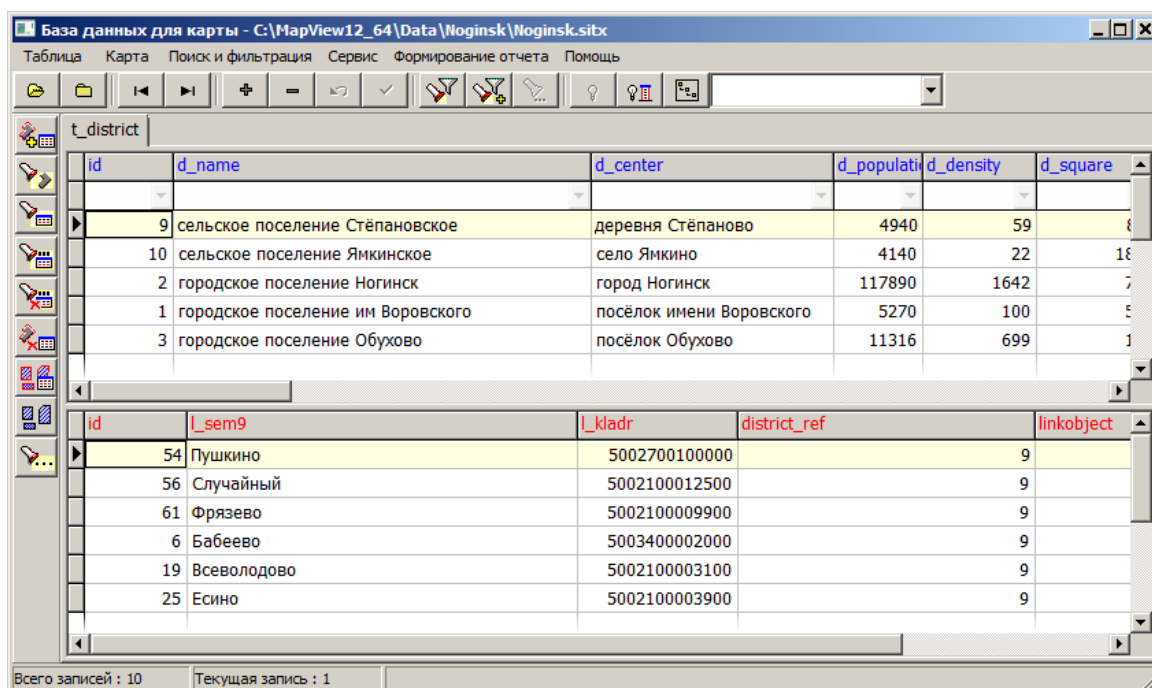 База данных для карты - C:\MapView12_64\Data\Noginsk\Noginsk.sitx
Таблица Карта Поиск и фильтрация Сервис Формирование отчета Помощь
t_district
id d_name d_center d_populati d_density d_square
9 сельское поселение Стёпановское деревня Стёпаново 4940 59
10 сельское поселение Ямкинское село Ямкино 4140 22 18
2 городское поселение Ногинск город Ногинск 117890 1642
1 городское поселение им Воровского посёлок имени Воровского 5270 100
3 городское поселение Обухово посёлок Обухово 11316 699
id l_sem9 l_kladr district_ref linkobject
54 Пушкино 5002700100000 9
56 Случайный 5002100012500 9
61 Фрязево 5002100009900 9
6 Бабеево 5003400002000 9
19 Всеволодово 5002100003100 9
25 Есино 5002100003900 9
Всего записей : 10 Текущая запись : 1